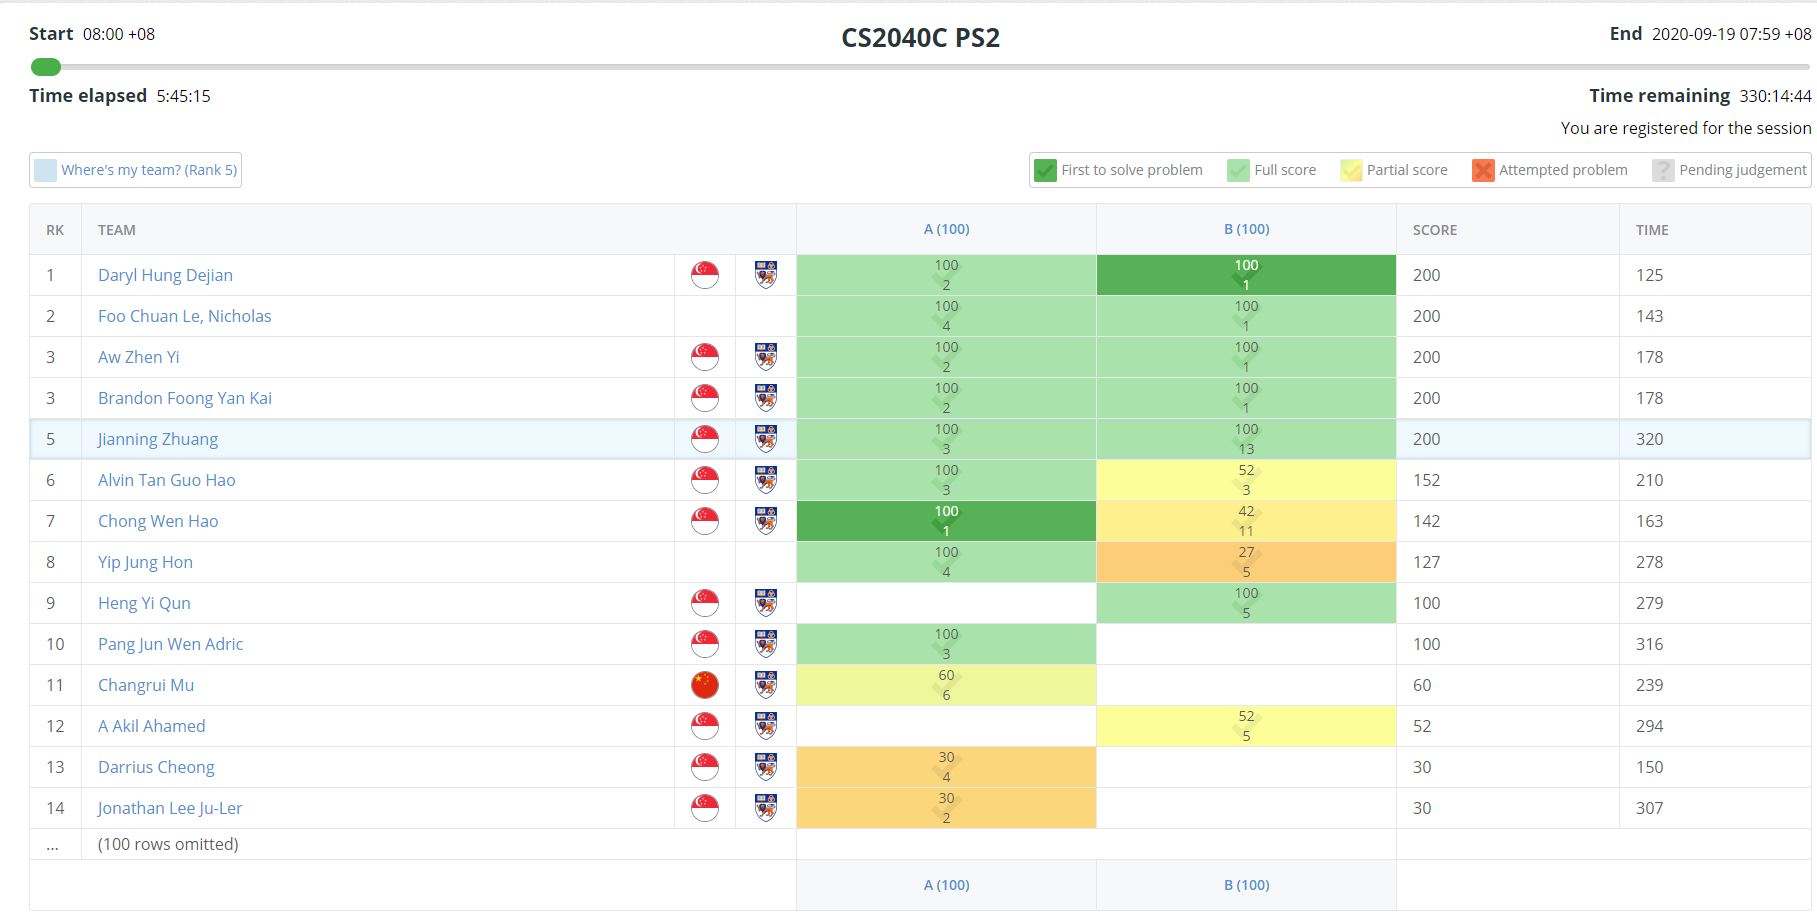 Start 08:00 +08
CS2040C PS2
End 2020-09-19 07:59 +08
Time elapsed 5:45:15
Time remaining 330:14:44
You are registered for the session
Where's my team? (Rank 5)
First to solve problem Full score Partial score Attempted problem ? Pending judgement
RK TEAM A (100) B (100) SCORE TIME
1 Daryl Hung Dejian 100 2 100 1 200 125
2 Foo Chuan Le, Nicholas 100 4 100 1 200 143
3 Aw Zhen Yi 100 2 100 1 200 178
3 Brandon Foong Yan Kai 100 2 100 1 200 178
5 Jianning Zhuang 100 3 100 13 200 320
6 Alvin Tan Guo Hao 100 3 52 3 152 210
7 Chong Wen Hao 100 1 42 11 142 163
8 Yip Jung Hon 100 4 27 5 127 278
9 Heng Yi Qun 100 5 100 279
10 Pang Jun Wen Adric 100 3 100 316
11 Changrui Mu 60 6 60 239
12 A Akil Ahamed 52 5 52 294
13 Darrius Cheong 30 4 30 150
14 Jonathan Lee Ju-Ler 30 2 30 307
... (100 rows omitted)
A (100) B (100)